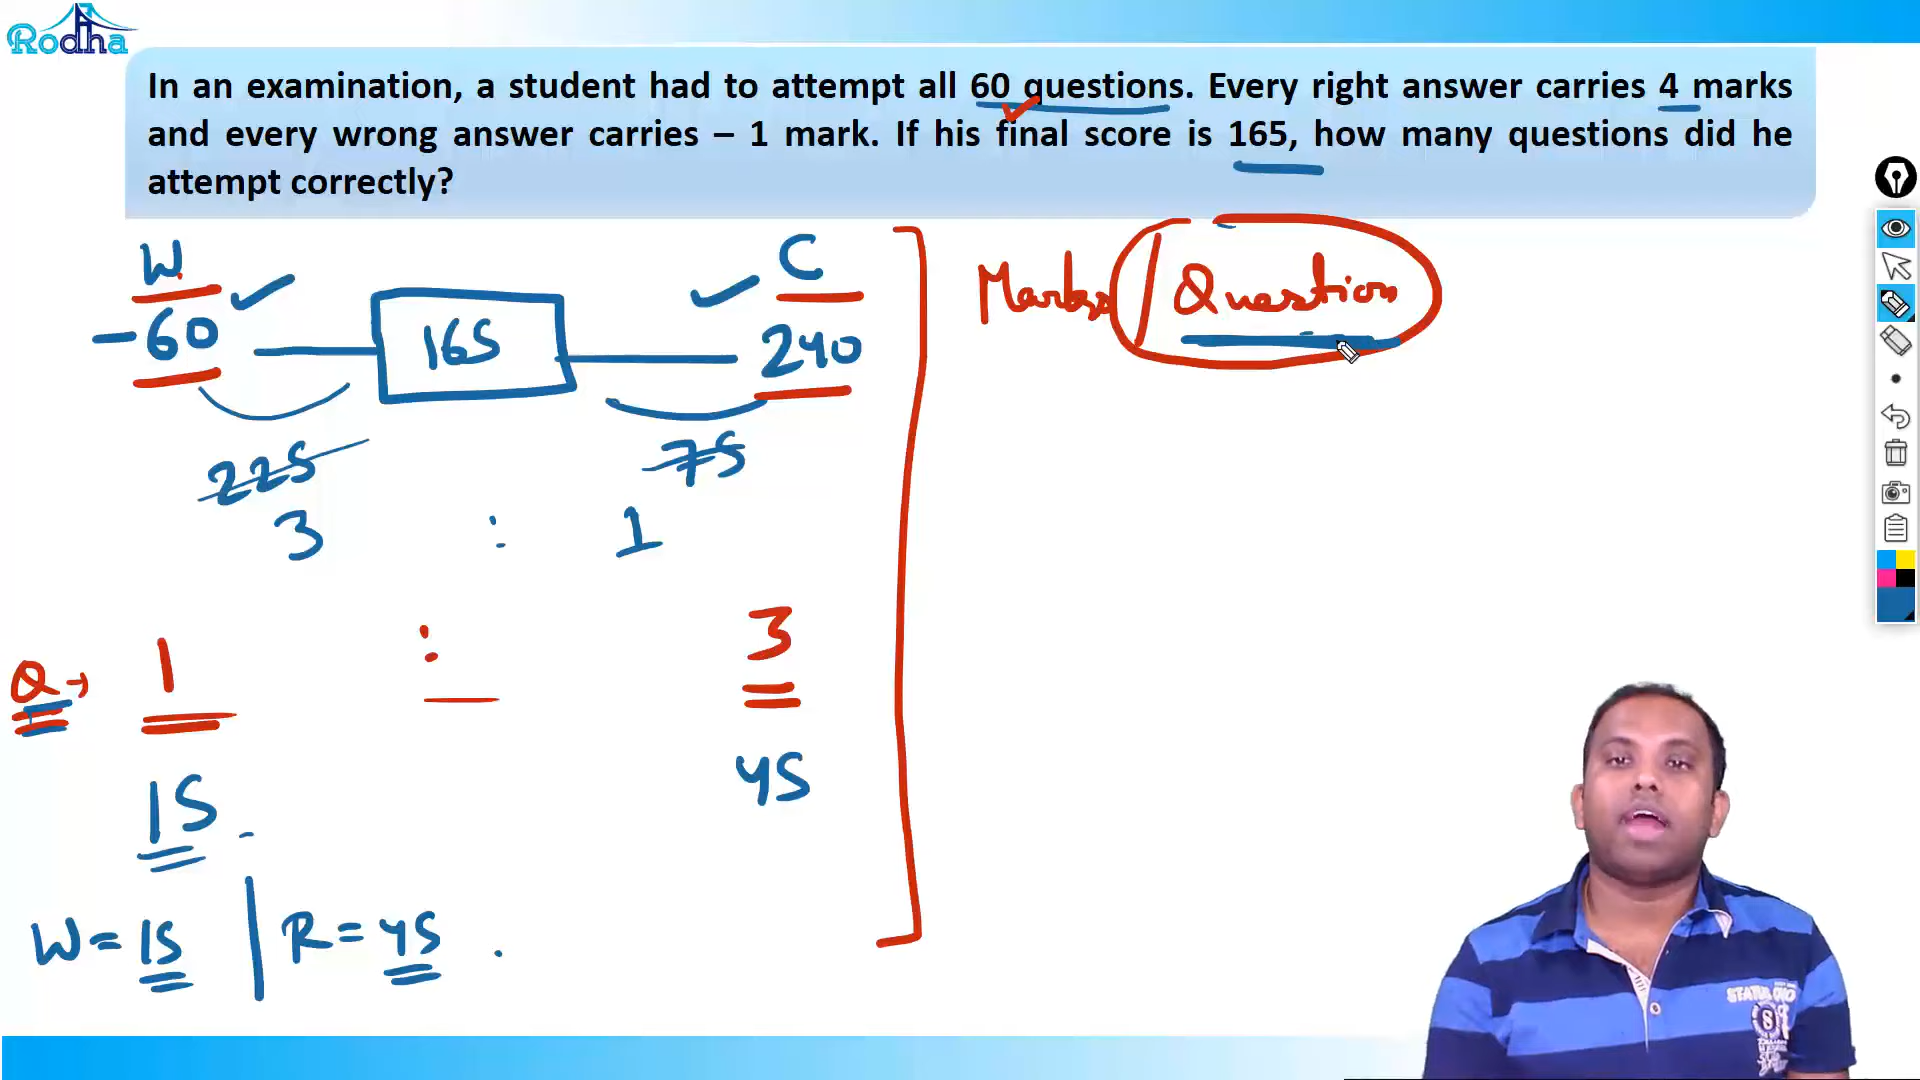 Rodha
In an examination, a student had to attempt all 60 questions. Every right answer carries 4 marks
and every wrong answer carries – 1 mark. If his final score is 165, how many questions did he
attempt correctly?
W C
-60 165 240
Marks / Question
225 75
3 : 1
Q→ 1 : 3
15 45
W = 15 | R = 45